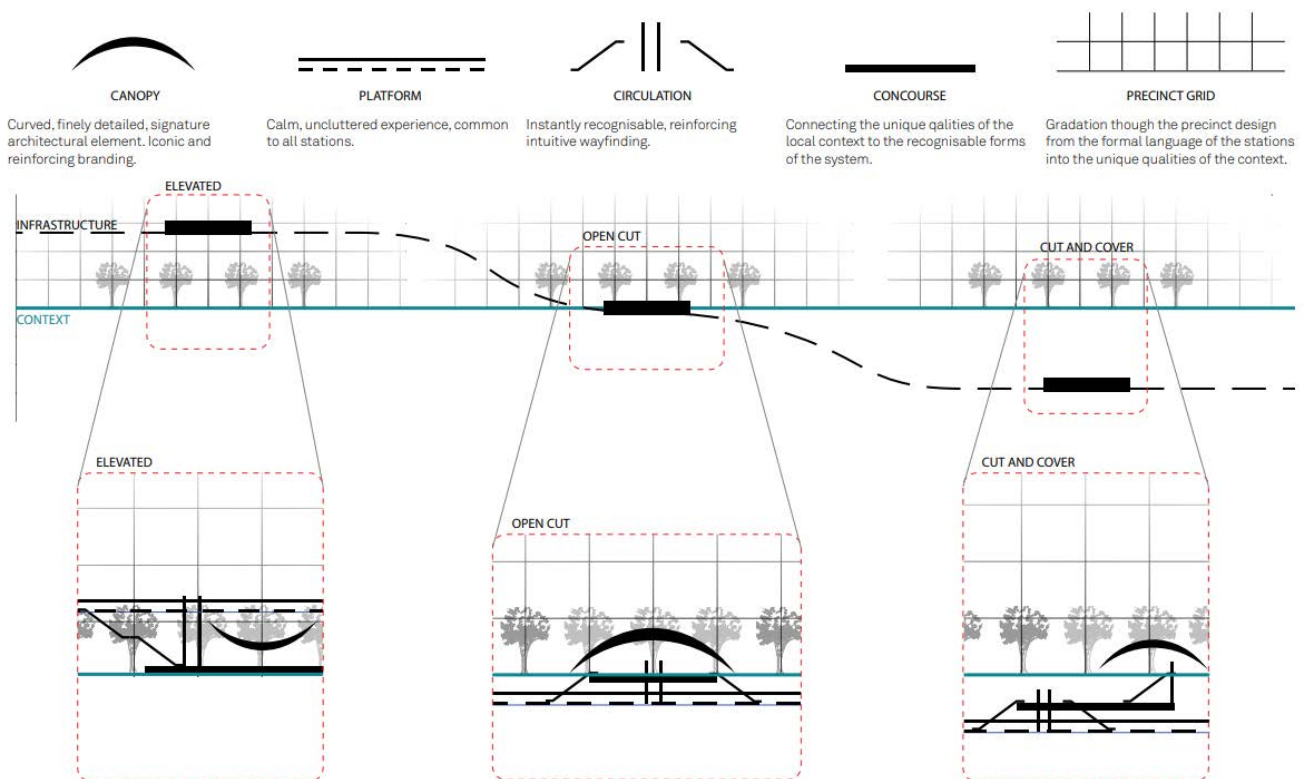 CANOPY
Curved, finely detailed, signature
architectural element. Iconic and
reinforcing branding.
PLATFORM
Calm, uncluttered experience, common
to all stations.
CIRCULATION
Instantly recognisable, reinforcing
intuitive wayfinding.
CONCOURSE
Connecting the unique qalities of the
local context to the recognisable forms
of the system.
PRECINCT GRID
Gradation though the precinct design
from the formal language of the stations
into the unique qualities of the context.
ELEVATED
INFRASTRUCTURE
OPEN CUT
CUT AND COVER
CONTEXT
ELEVATED
OPEN CUT
CUT AND COVER